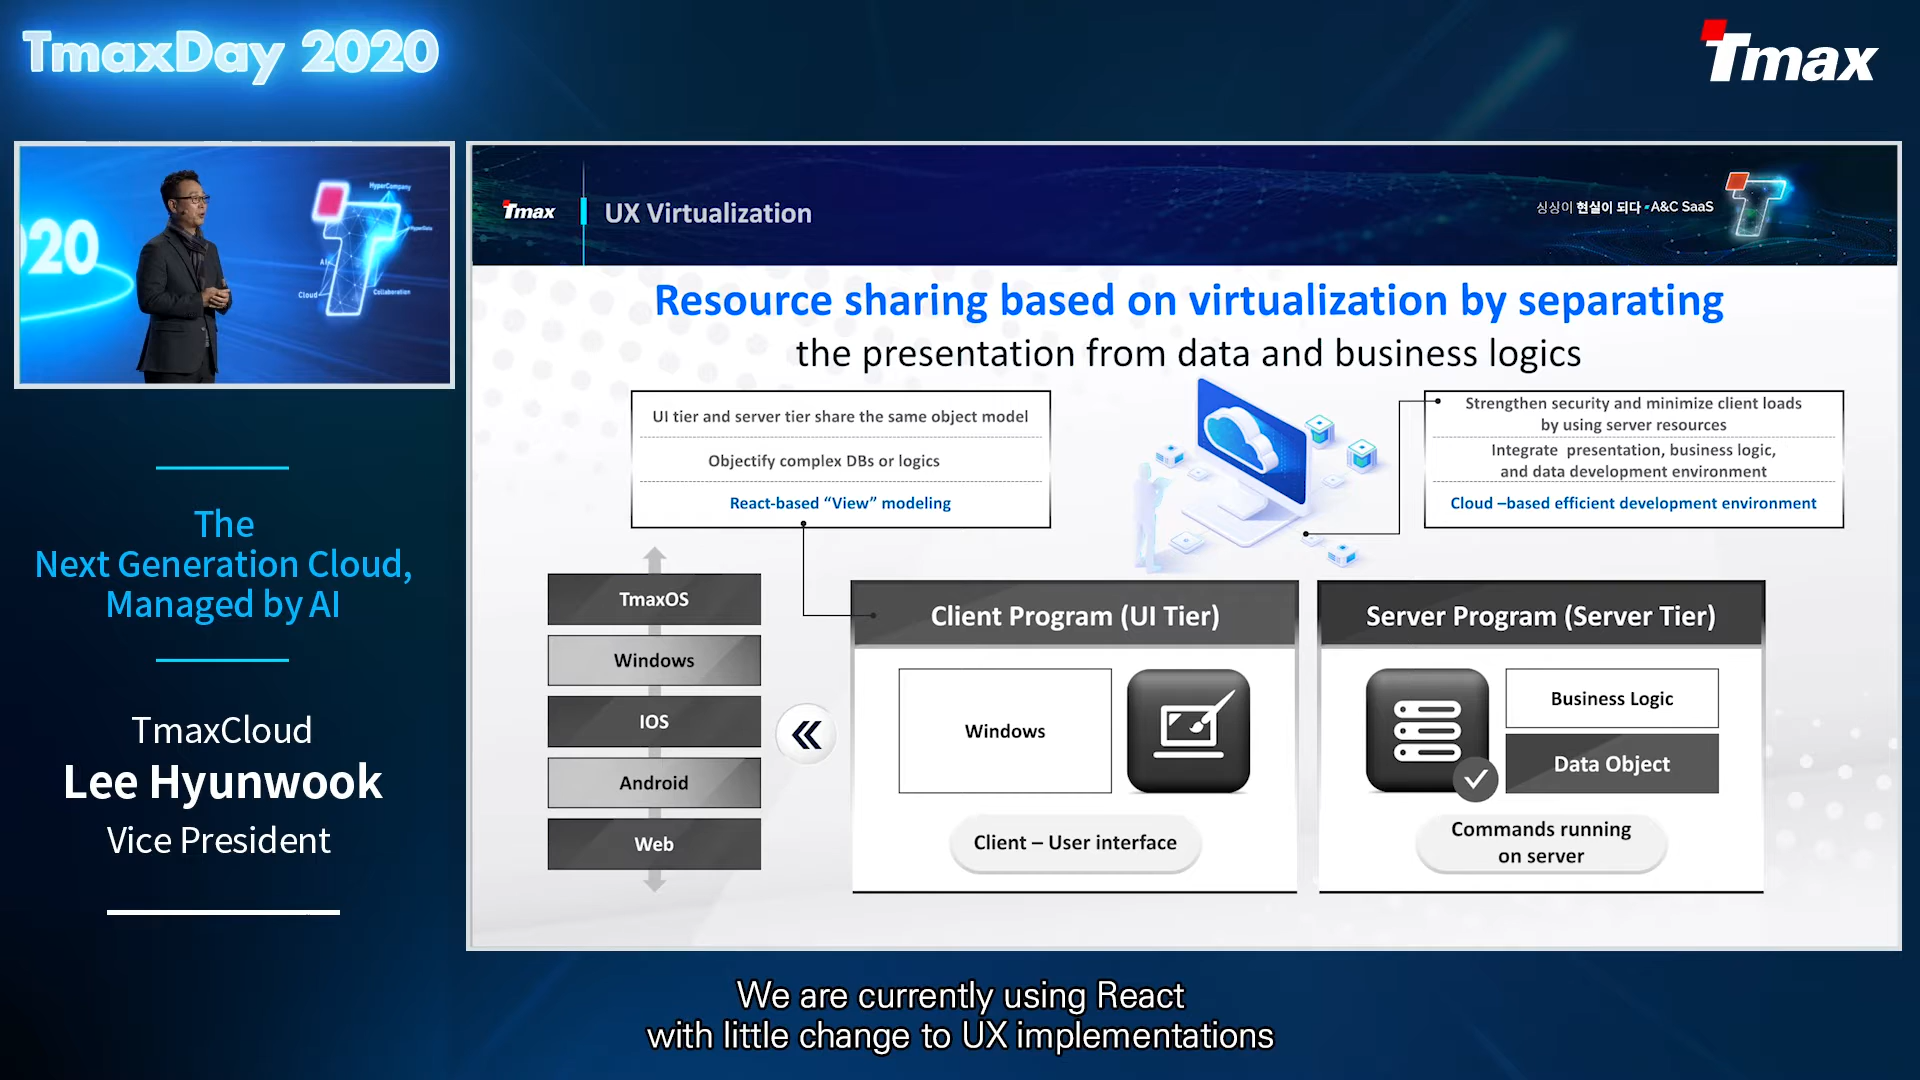 TmaxDay 2020
Tmax
20
HyperCompany
HyperData
AI
Cloud
Collaboration
The
Next Generation Cloud,
Managed by AI
TmaxCloud
Lee Hyunwook
Vice President
Tmax
UX Virtualization
상상이 현실이 되다 - A&C SaaS
Resource sharing based on virtualization by separating
the presentation from data and business logics
UI tier and server tier share the same object model
Objectify complex DBs or logics
React-based “View” modeling
Strengthen security and minimize client loads
by using server resources
Integrate presentation, business logic,
and data development environment
Cloud –based efficient development environment
TmaxOS
Windows
IOS
Android
Web
Client Program (UI Tier)
Windows
Client – User interface
Server Program (Server Tier)
Business Logic
Data Object
Commands running
on server
We are currently using React
with little change to UX implementations